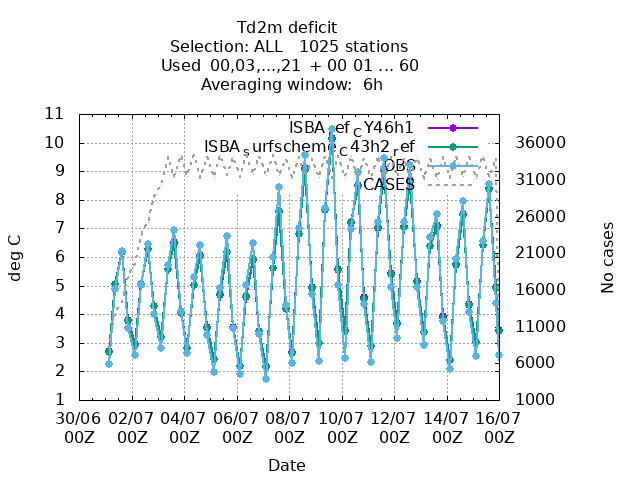 Td2m deficit
Selection: ALL 1025 stations
Used 00,03,...,21 + 00 01 ... 60
Averaging window: 6h
ISBA_ref_CY46h1
ISBA_surfscheme_C43h2_ref
OBS
CASES
deg C
11
10
9
8
7
6
5
4
3
2
1
36000
31000
26000
21000
16000
11000
6000
1000
No cases
30/06 02/07 04/07 06/07 08/07 10/07 12/07 14/07 16/07
00Z 00Z 00Z 00Z 00Z 00Z 00Z 00Z 00Z
Date